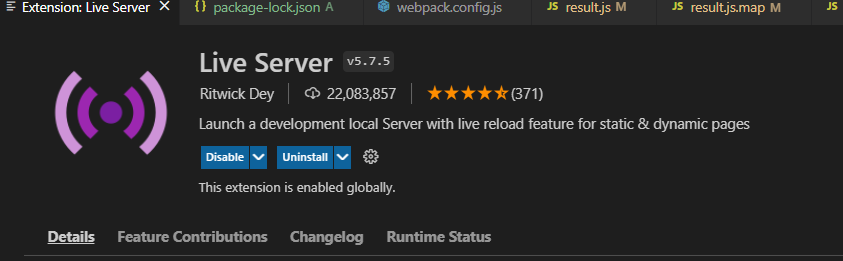 Extension: Live Server {} package-lock.json A webpack.config.js JS result.js M JS result.js.map M JS
Live Server v5.7.5
Ritwick Dey 22,083,857 (371)
Launch a development local Server with live reload feature for static & dynamic pages
Disable Uninstall
This extension is enabled globally.
Details Feature Contributions Changelog Runtime Status